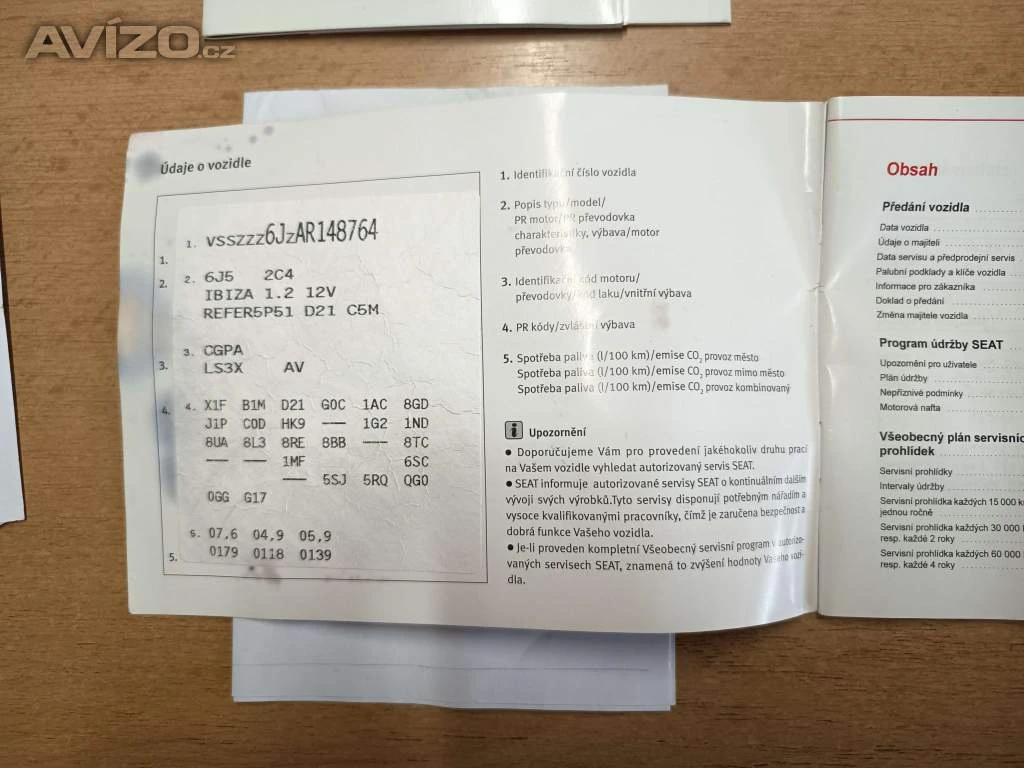 AVÍZO.CZ
Údaje o vozidle
1. VSSZZZ6JZAR148764
1.
2. 6J5 2C4
2.
IBIZA 1.2 12V
REFER5P51 D21 C5M
3. CGPA
3.
LS3X AV
4. X1F B1M D21 G0C 1AC 8GD
4.
J1P C0D HK9 --- 1G2 1ND
8UA 8L3 8RE 8BB --- 8TC
--- --- 1MF 6SC
--- 5SJ 5RQ QG0
0GG G17
5. 07,6 04,9 05,9
5.
0179 0118 0139
1. Identifikační číslo vozidla
2. Popis typu/model/
PR motor/PR převodovka
charakteristiky, výbava/motor
převodovka
3. Identifikační kód motoru/
převodovky/kód laku/vnitřní výbava
4. PR kódy/zvláštní výbava
5. Spotřeba paliva (l/100 km)/emise CO₂ provoz město
Spotřeba paliva (l/100 km)/emise CO₂ provoz mimo město
Spotřeba paliva (l/100 km)/emise CO₂ provoz kombinovaný
i Upozornění
● Doporučujeme Vám pro provedení jakéhokoliv druhu prací
na Vašem vozidle vyhledat autorizovaný servis SEAT.
● SEAT informuje autorizované servisy SEAT o kontinuálním dalším
vývoji svých výrobků.Tyto servisy disponují potřebným nářadím a
vysoce kvalifikovanými pracovníky, čímž je zaručena bezpečnost a
dobrá funkce Vašeho vozidla.
● Je-li proveden kompletní Všeobecný servisní program v autorizo-
vaných servisech SEAT, znamená to zvýšení hodnoty Vašeho vozi-
dla.
Obsah
Předání vozidla
Data vozidla
Údaje o majiteli
Data servisu a předprodejní servis
Palubní podklady a klíče vozidla
Informace pro zákazníka
Doklad o předání
Změna majitele vozidla
Program údržby SEAT
Upozornění pro uživatele
Plán údržby
Nepříznivé podmínky
Motorová nafta
Všeobecný plán servisních
prohlídek
Servisní prohlídky
Intervaly údržby
Servisní prohlídka každých 15 000 k
jednou ročně
Servisní prohlídka každých 30 000
resp. každé 2 roky
Servisní prohlídka každých 60 000
resp. každé 4 roky